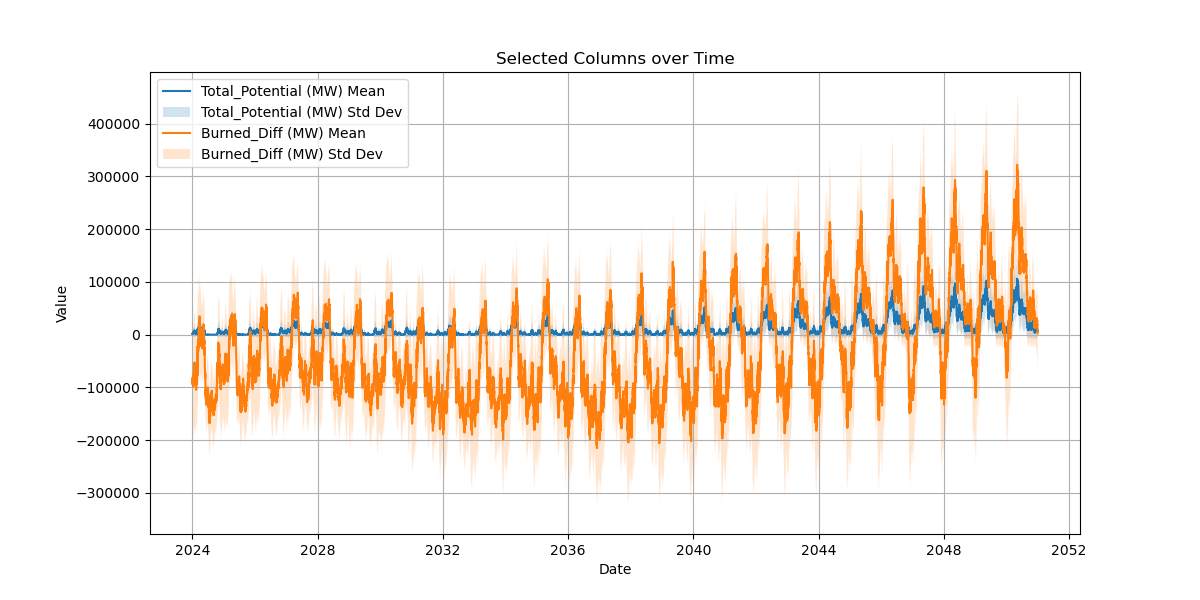 Selected Columns over Time
Total_Potential (MW) Mean
Total_Potential (MW) Std Dev
Burned_Diff (MW) Mean
Burned_Diff (MW) Std Dev
400000
300000
200000
100000
0
−100000
−200000
−300000
Value
2024 2028 2032 2036 2040 2044 2048 2052
Date